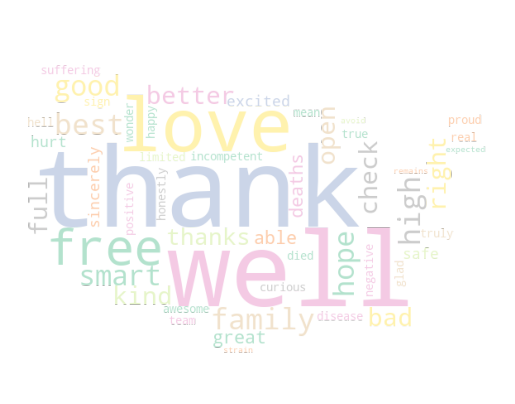 suffering
good
sign
better
excited
love
wonder
happy
mean
open
avoid
true
proud
real
expected
hell
best
hurt
thank
limited
incompetent
check
right
remains
full
sincerely
positive
honestly
deaths
high
free
thanks
able
hope
negative
truly
safe
smart
well
died
glad
kind
curious
awesome
team
family
disease
bad
great
strain